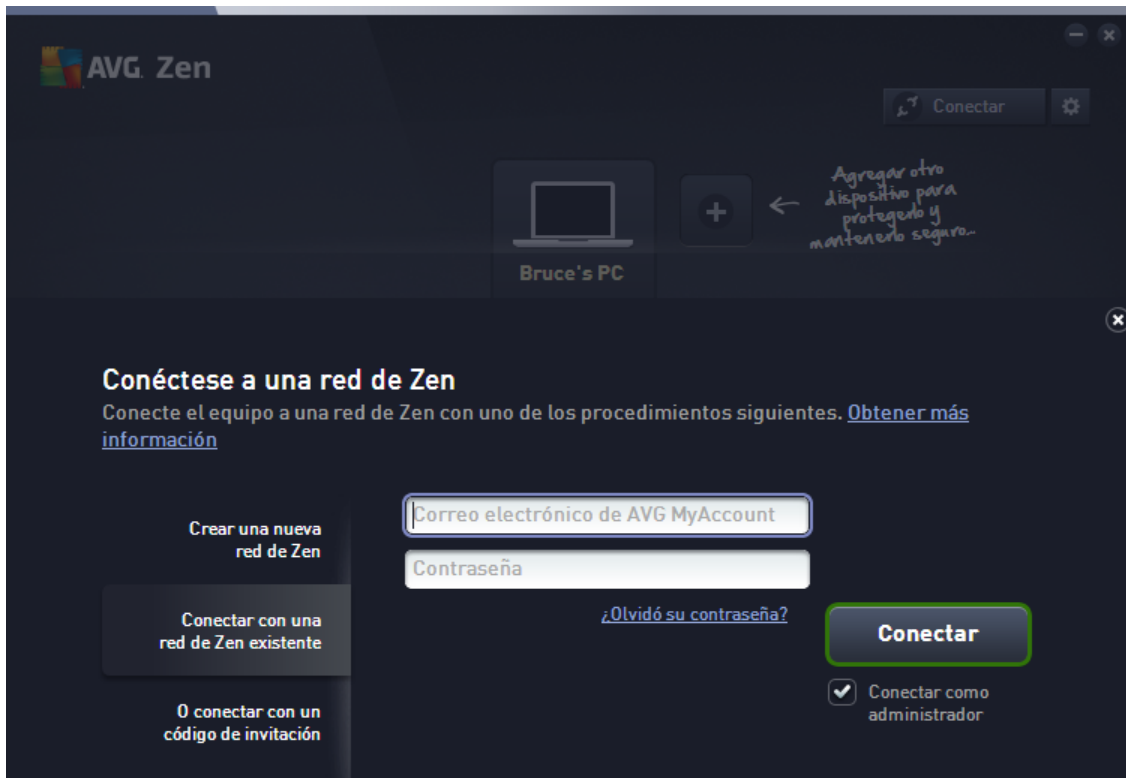 AVG. Zen
Conectar
Agregar otro
dispositivo para
protegerlo y
mantenerlo seguro...
Bruce's PC
Conéctese a una red de Zen
Conecte el equipo a una red de Zen con uno de los procedimientos siguientes. Obtener más
información
Crear una nueva
red de Zen
Correo electrónico de AVG MyAccount
Contraseña
¿Olvidó su contraseña?
Conectar con una
red de Zen existente
Conectar
Conectar como
administrador
O conectar con un
código de invitación